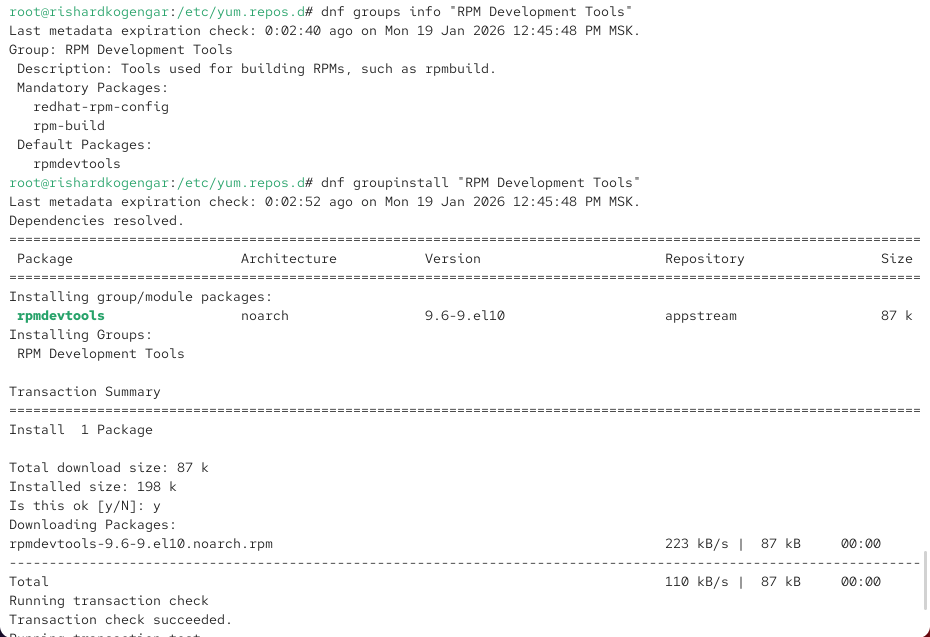 root@rishardkogengar:/etc/yum.repos.d# dnf groups info "RPM Development Tools"
Last metadata expiration check: 0:02:40 ago on Mon 19 Jan 2026 12:45:48 PM MSK.
Group: RPM Development Tools
 Description: Tools used for building RPMs, such as rpmbuild.
 Mandatory Packages:
   redhat-rpm-config
   rpm-build
 Default Packages:
   rpmdevtools
root@rishardkogengar:/etc/yum.repos.d# dnf groupinstall "RPM Development Tools"
Last metadata expiration check: 0:02:52 ago on Mon 19 Jan 2026 12:45:48 PM MSK.
Dependencies resolved.
==================================================================================================================
 Package                     Architecture           Version                       Repository                 Size
==================================================================================================================
Installing group/module packages:
 rpmdevtools                 noarch                 9.6-9.el10                    appstream                  87 k
Installing Groups:
 RPM Development Tools
Transaction Summary
==================================================================================================================
Install  1 Package
Total download size: 87 k
Installed size: 198 k
Is this ok [y/N]: y
Downloading Packages:
rpmdevtools-9.6-9.el10.noarch.rpm                                                 223 kB/s |  87 kB     00:00
------------------------------------------------------------------------------------------------------------------
Total                                                                             110 kB/s |  87 kB     00:00
Running transaction check
Transaction check succeeded.
Running transaction test